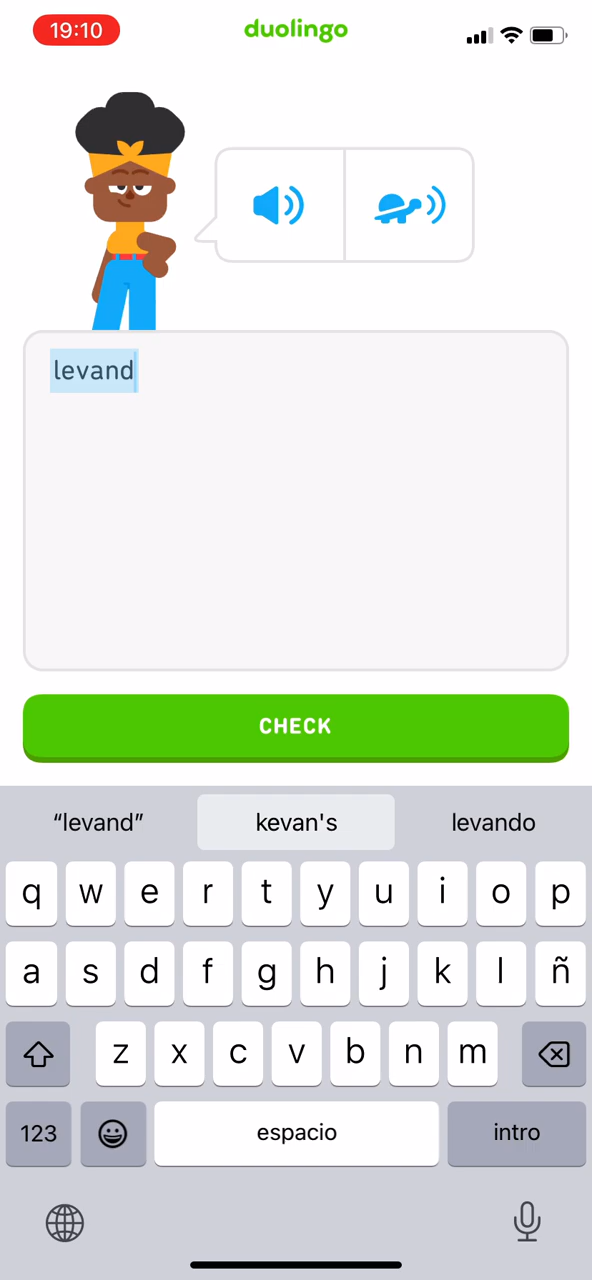 19:10
duolingo
levand
CHECK
“levand” kevan's levando
q w e r t y u i o p
a s d f g h j k l ñ
z x c v b n m
123 espacio intro